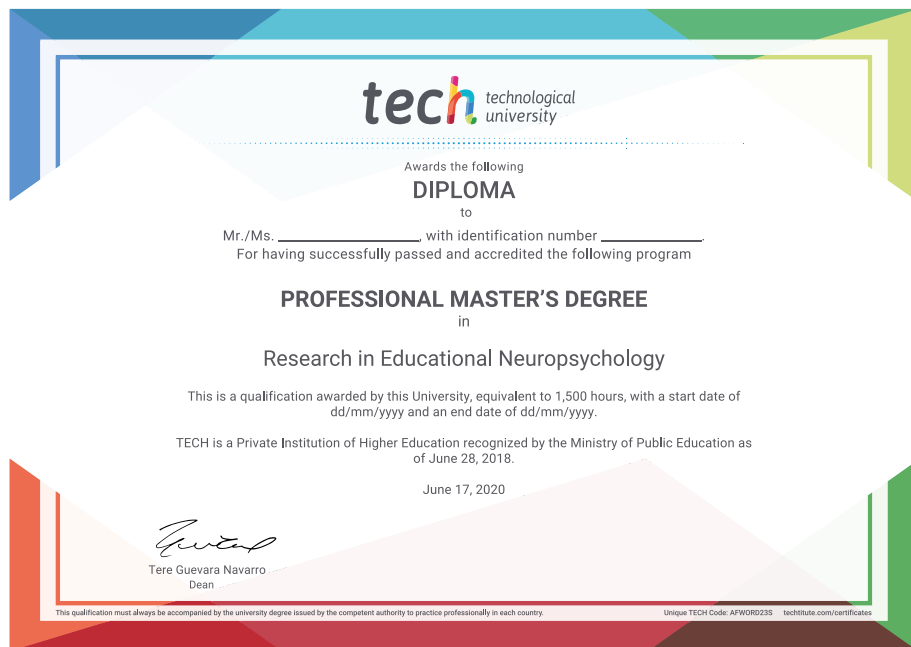 tech technological
university
Awards the following
DIPLOMA
to
Mr./Ms. ____________________, with identification number ______________.
For having successfully passed and accredited the following program
PROFESSIONAL MASTER'S DEGREE
in
Research in Educational Neuropsychology
This is a qualification awarded by this University, equivalent to 1,500 hours, with a start date of
dd/mm/yyyy and an end date of dd/mm/yyyy.
TECH is a Private Institution of Higher Education recognized by the Ministry of Public Education as
of June 28, 2018.
June 17, 2020
Tere Guevara Navarro
Dean
This qualification must always be accompanied by the university degree issued by the competent authority to practice professionally in each country.
Unique TECH Code: AFWORD23S techtitute.com/certificates